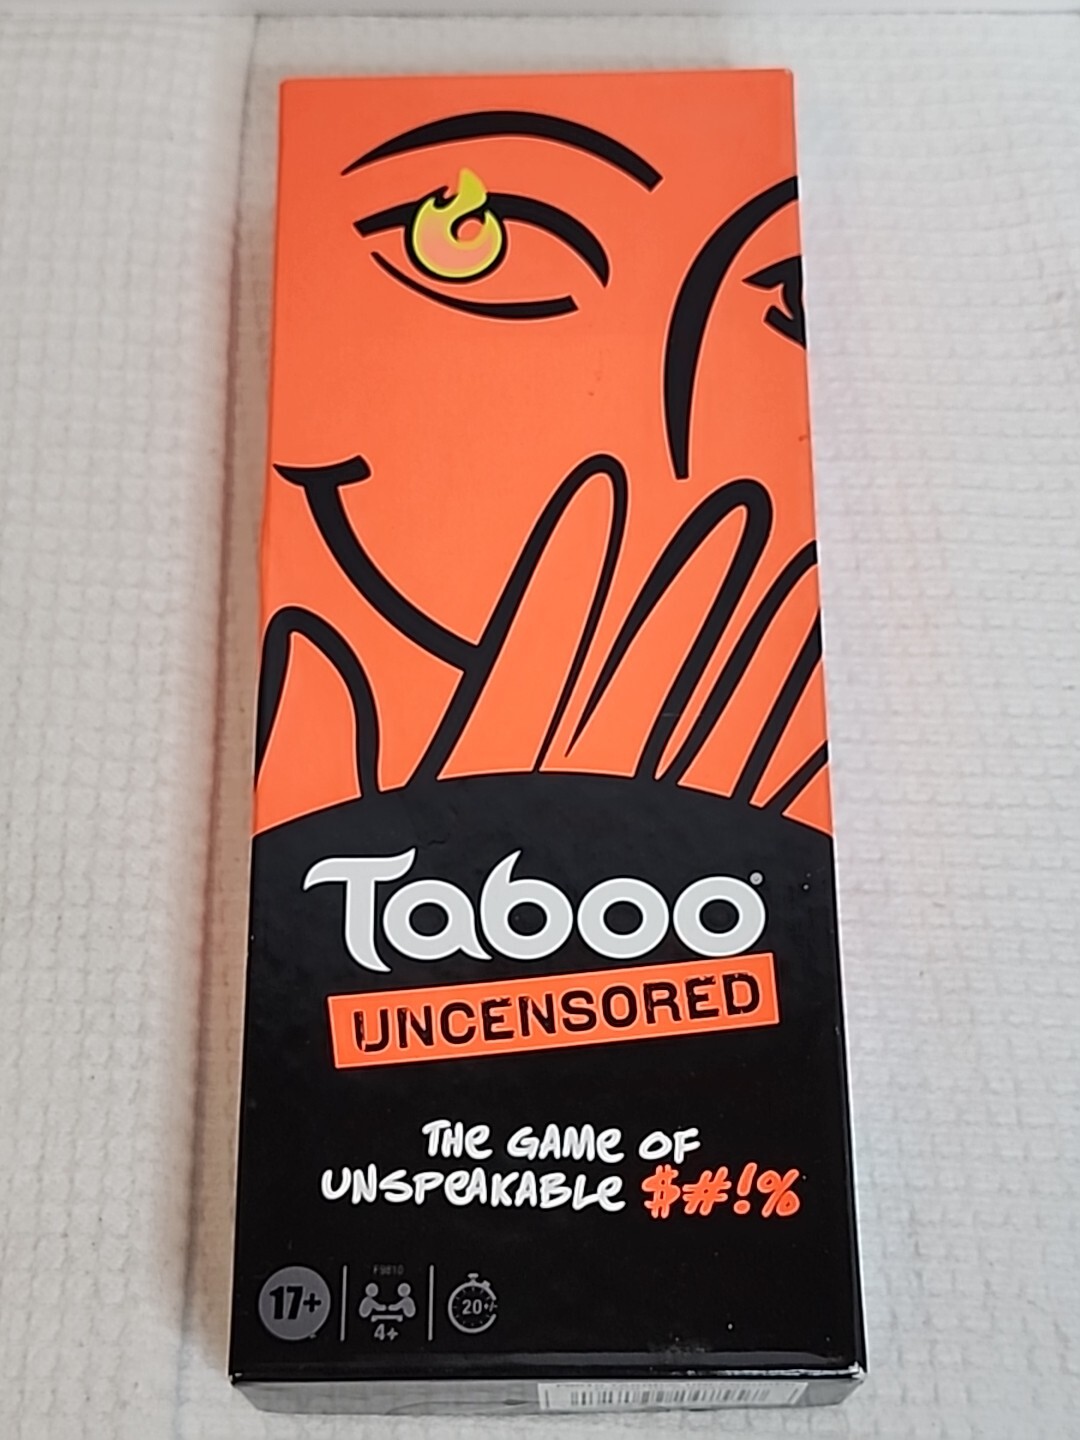 Taboo®
UNCENSORED
THE GAME OF
UNSPEAKABLE $#!%
F9810
17+
4+
20+/-